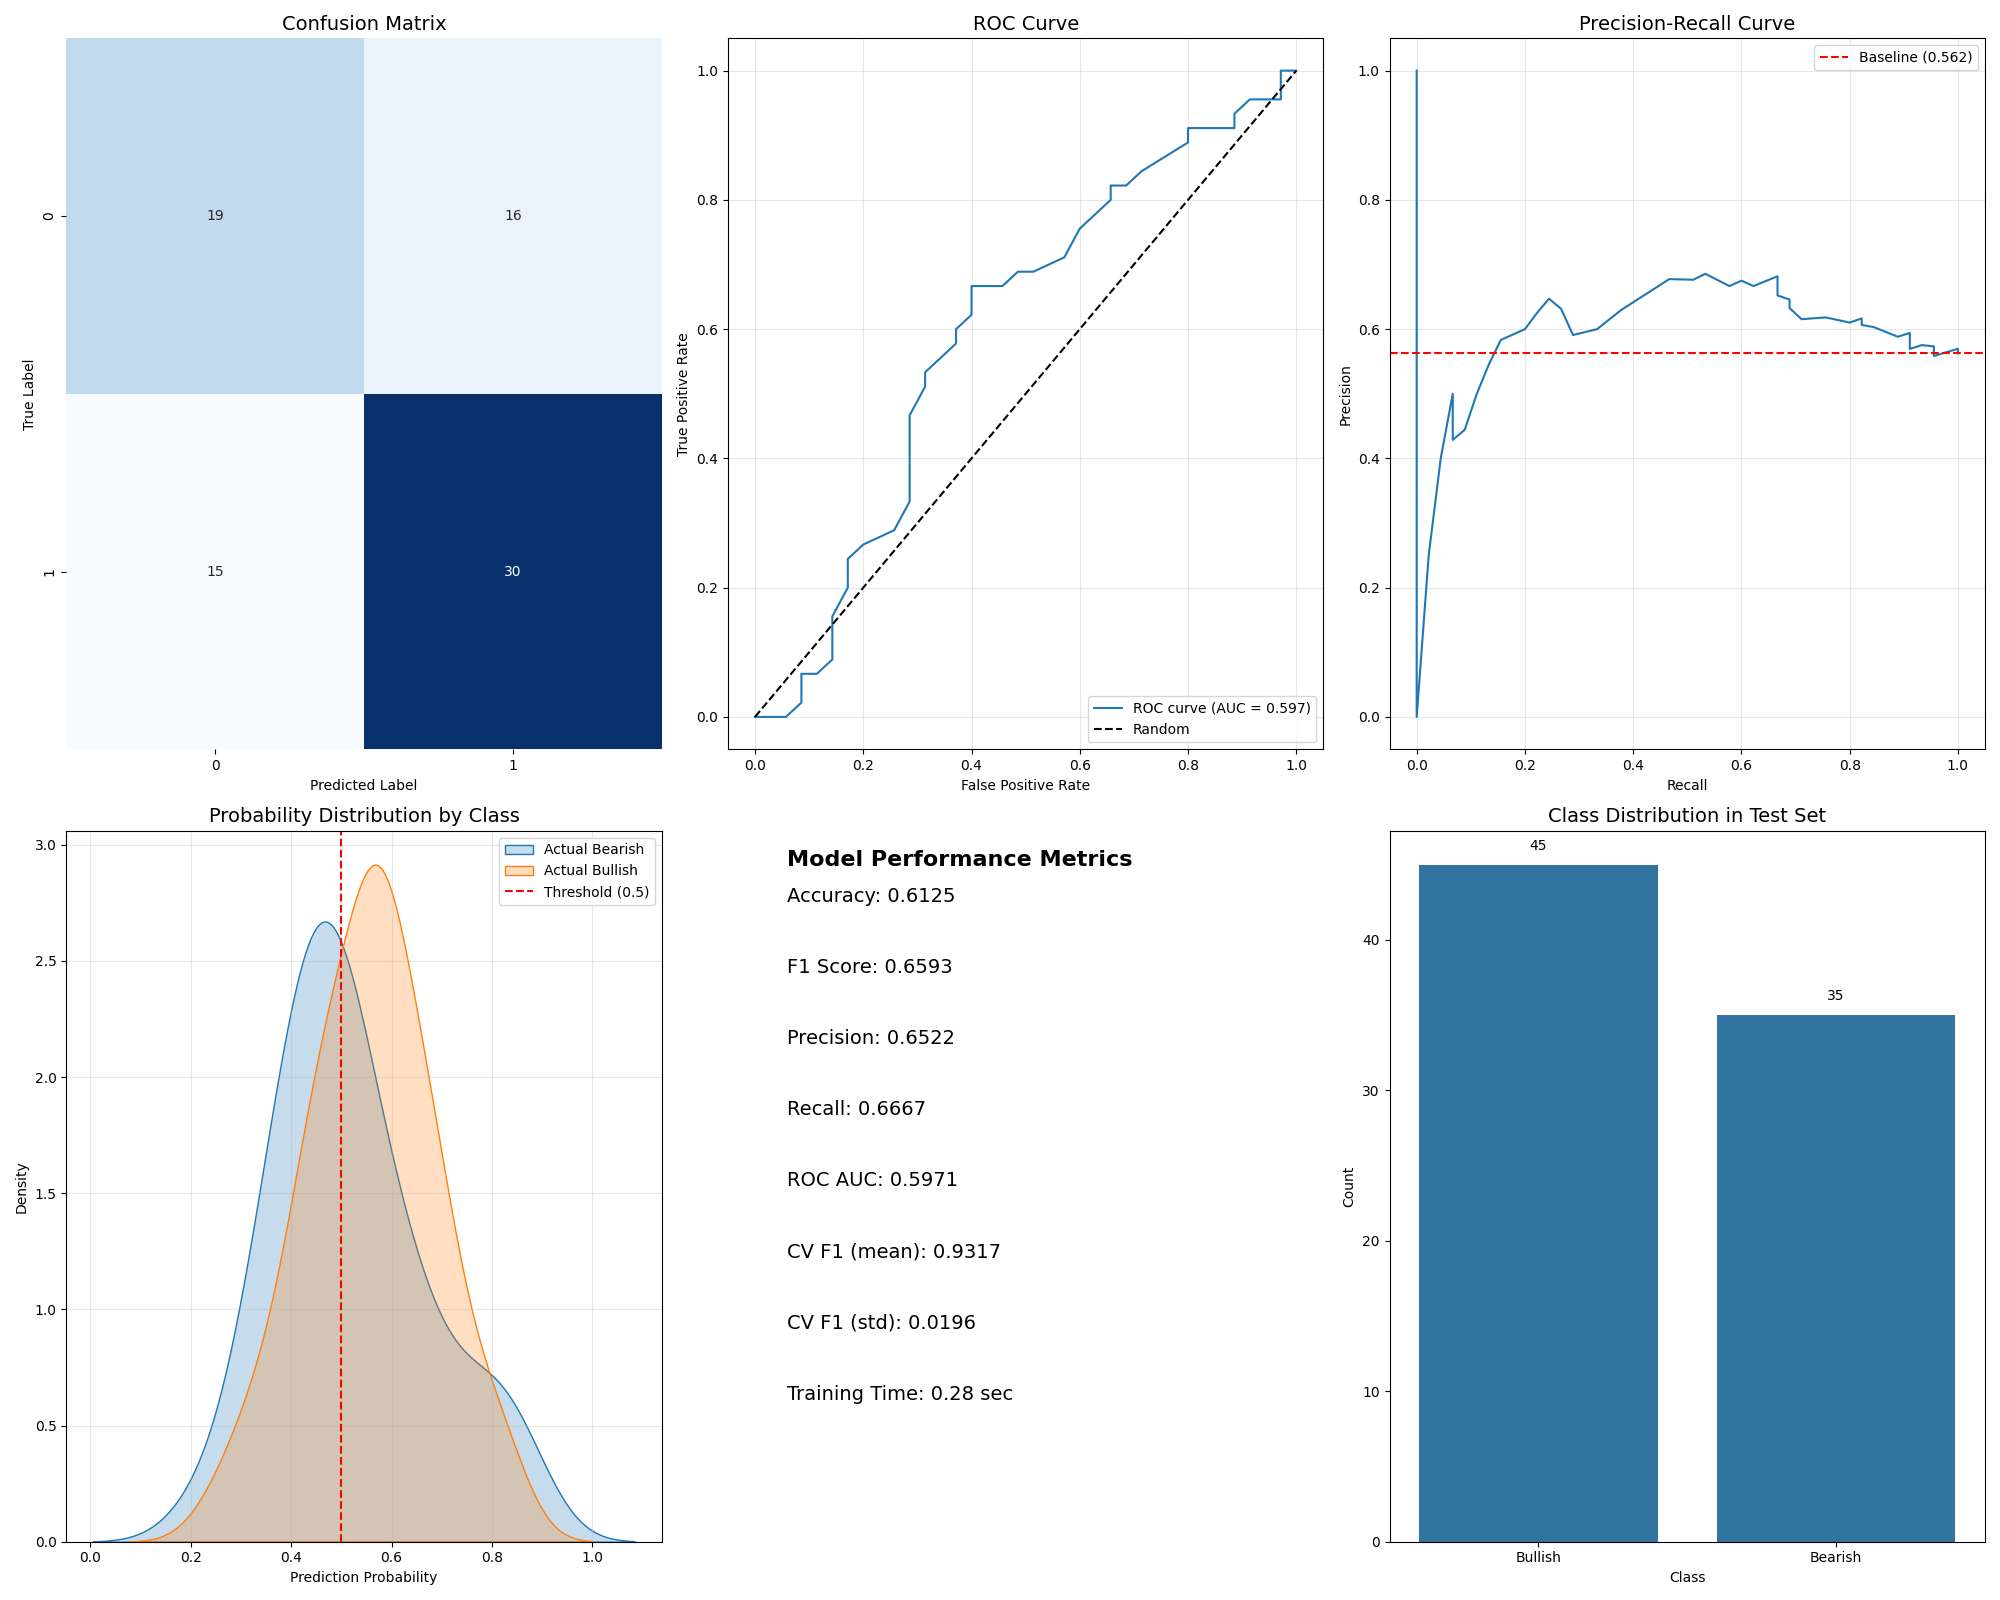 Confusion Matrix
19
16
15
30
0
1
True Label
0
1
Predicted Label
ROC Curve
1.0
0.8
0.6
0.4
0.2
0.0
True Positive Rate
ROC curve (AUC = 0.597)
Random
0.0
0.2
0.4
0.6
0.8
1.0
False Positive Rate
Precision-Recall Curve
Baseline (0.562)
1.0
0.8
0.6
0.4
0.2
0.0
Precision
0.0
0.2
0.4
0.6
0.8
1.0
Recall
Probability Distribution by Class
Actual Bearish
Actual Bullish
Threshold (0.5)
3.0
2.5
2.0
1.5
1.0
0.5
0.0
Density
0.0
0.2
0.4
0.6
0.8
1.0
Prediction Probability
Model Performance Metrics
Accuracy: 0.6125
F1 Score: 0.6593
Precision: 0.6522
Recall: 0.6667
ROC AUC: 0.5971
CV F1 (mean): 0.9317
CV F1 (std): 0.0196
Training Time: 0.28 sec
Class Distribution in Test Set
45
35
40
30
20
10
0
Count
Bullish
Bearish
Class